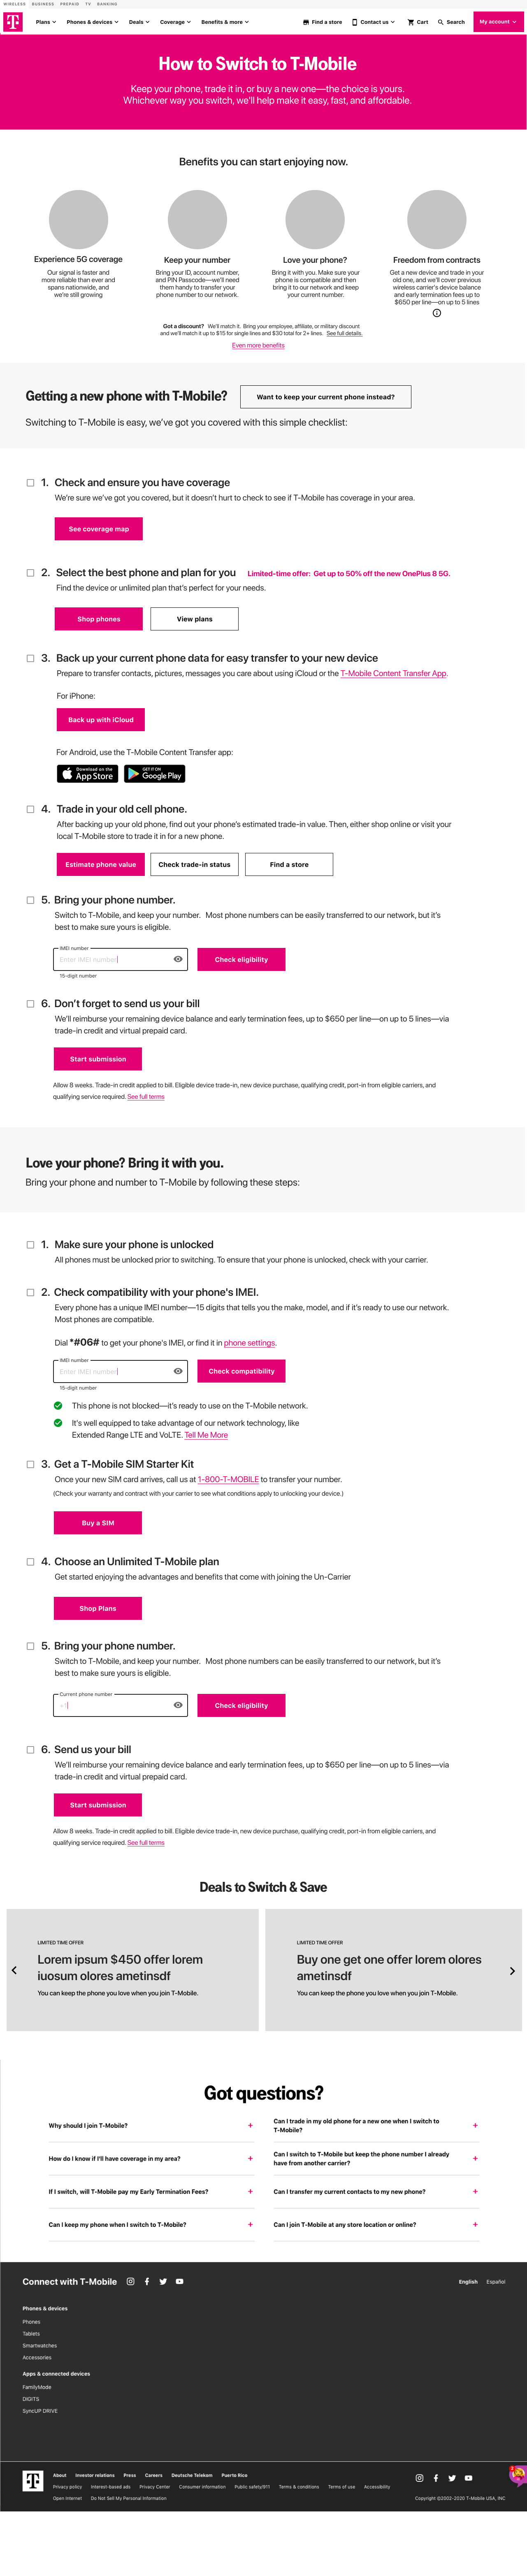 WIRELESS BUSINESS PREPAID TV BANKING
Plans Phones & devices Deals Coverage Benefits & more Find a store Contact us Cart Search My account
How to Switch to T-Mobile
Keep your phone, trade it in, or buy a new one—the choice is yours.
Whichever way you switch, we'll help make it easy, fast, and affordable.
Benefits you can start enjoying now.
Experience 5G coverage
Our signal is faster and
more reliable than ever and
spans nationwide, and
we're still growing
Keep your number
Bring your ID, account number,
and PIN Passcode—we'll need
them handy to transfer your
phone number to our network.
Love your phone?
Bring it with you. Make sure your
phone is compatible and then
bring it to our network and keep
your current number.
Freedom from contracts
Get a new device and trade in your
old one, and we'll cover previous
wireless carrier's device balance
and early termination fees up to
$650 per line—on up to 5 lines
Got a discount? We'll match it. Bring your employee, affiliate, or military discount
and we'll match it up to $15 for single lines and $30 total for 2+ lines. See full details.
Even more benefits
Getting a new phone with T-Mobile? Want to keep your current phone instead?
Switching to T-Mobile is easy, we've got you covered with this simple checklist:
1. Check and ensure you have coverage
We're sure we've got you covered, but it doesn't hurt to check to see if T-Mobile has coverage in your area.
See coverage map
2. Select the best phone and plan for you Limited-time offer: Get up to 50% off the new OnePlus 8 5G.
Find the device or unlimited plan that's perfect for your needs.
Shop phones View plans
3. Back up your current phone data for easy transfer to your new device
Prepare to transfer contacts, pictures, messages you care about using iCloud or the T-Mobile Content Transfer App.
For iPhone:
Back up with iCloud
For Android, use the T-Mobile Content Transfer app:
Download on the App Store GET IT ON Google Play
4. Trade in your old cell phone.
After backing up your old phone, find out your phone's estimated trade-in value. Then, either shop online or visit your
local T-Mobile store to trade it in for a new phone.
Estimate phone value Check trade-in status Find a store
5. Bring your phone number.
Switch to T-Mobile, and keep your number. Most phone numbers can be easily transferred to our network, but it's
best to make sure yours is eligible.
IMEI number
Enter IMEI number Check eligibility
15-digit number
6. Don't forget to send us your bill
We'll reimburse your remaining device balance and early termination fees, up to $650 per line—on up to 5 lines—via
trade-in credit and virtual prepaid card.
Start submission
Allow 8 weeks. Trade-in credit applied to bill. Eligible device trade-in, new device purchase, qualifying credit, port-in from eligible carriers, and
qualifying service required. See full terms
Love your phone? Bring it with you.
Bring your phone and number to T-Mobile by following these steps:
1. Make sure your phone is unlocked
All phones must be unlocked prior to switching. To ensure that your phone is unlocked, check with your carrier.
2. Check compatibility with your phone's IMEI.
Every phone has a unique IMEI number—15 digits that tells you the make, model, and if it's ready to use on our network.
Most phones are compatible.
Dial *#06# to get your phone's IMEI, or find it in phone settings.
IMEI number
Enter IMEI number Check compatibility
15-digit number
This phone is not blocked—it's ready to use on the T-Mobile network.
It's well equipped to take advantage of our network technology, like
Extended Range LTE and VoLTE. Tell Me More
3. Get a T-Mobile SIM Starter Kit
Once your new SIM card arrives, call us at 1-800-T-MOBILE to transfer your number.
(Check your warranty and contract with your carrier to see what conditions apply to unlocking your device.)
Buy a SIM
4. Choose an Unlimited T-Mobile plan
Get started enjoying the advantages and benefits that come with joining the Un-Carrier
Shop Plans
5. Bring your phone number.
Switch to T-Mobile, and keep your number. Most phone numbers can be easily transferred to our network, but it's
best to make sure yours is eligible.
Current phone number
+1 Check eligibility
6. Send us your bill
We'll reimburse your remaining device balance and early termination fees, up to $650 per line—on up to 5 lines—via
trade-in credit and virtual prepaid card.
Start submission
Allow 8 weeks. Trade-in credit applied to bill. Eligible device trade-in, new device purchase, qualifying credit, port-in from eligible carriers, and
qualifying service required. See full terms
Deals to Switch & Save
LIMITED TIME OFFER
Lorem ipsum $450 offer lorem
iuosum olores ametinsdf
You can keep the phone you love when you join T-Mobile.
LIMITED TIME OFFER
Buy one get one offer lorem olores
ametinsdf
You can keep the phone you love when you join T-Mobile.
Got questions?
Why should I join T-Mobile?
Can I trade in my old phone for a new one when I switch to
T-Mobile?
How do I know if I'll have coverage in my area?
Can I switch to T-Mobile but keep the phone number I already
have from another carrier?
If I switch, will T-Mobile pay my Early Termination Fees?
Can I transfer my current contacts to my new phone?
Can I keep my phone when I switch to T-Mobile?
Can I join T-Mobile at any store location or online?
Connect with T-Mobile English Español
Phones & devices
Phones
Tablets
Smartwatches
Accessories
Apps & connected devices
FamilyMode
DIGITS
SyncUP DRIVE
About Investor relations Press Careers Deutsche Telekom Puerto Rico
Privacy policy Interest-based ads Privacy Center Consumer information Public safety/911 Terms & conditions Terms of use Accessibility
Open Internet Do Not Sell My Personal Information Copyright ©2002-2020 T-Mobile USA, INC